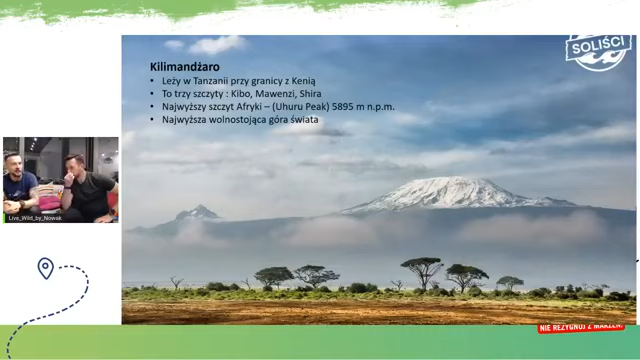 SOLIŚCI
Kilimandżaro
• Leży w Tanzanii przy granicy z Kenią
• To trzy szczyty : Kibo, Mawenzi, Shira
• Najwyższy szczyt Afryki – (Uhuru Peak) 5895 m n.p.m.
• Najwyższa wolnostojąca góra świata
Live_Wild_by_Nowak
NIE REZYGNUJ Z MARZEŃ!